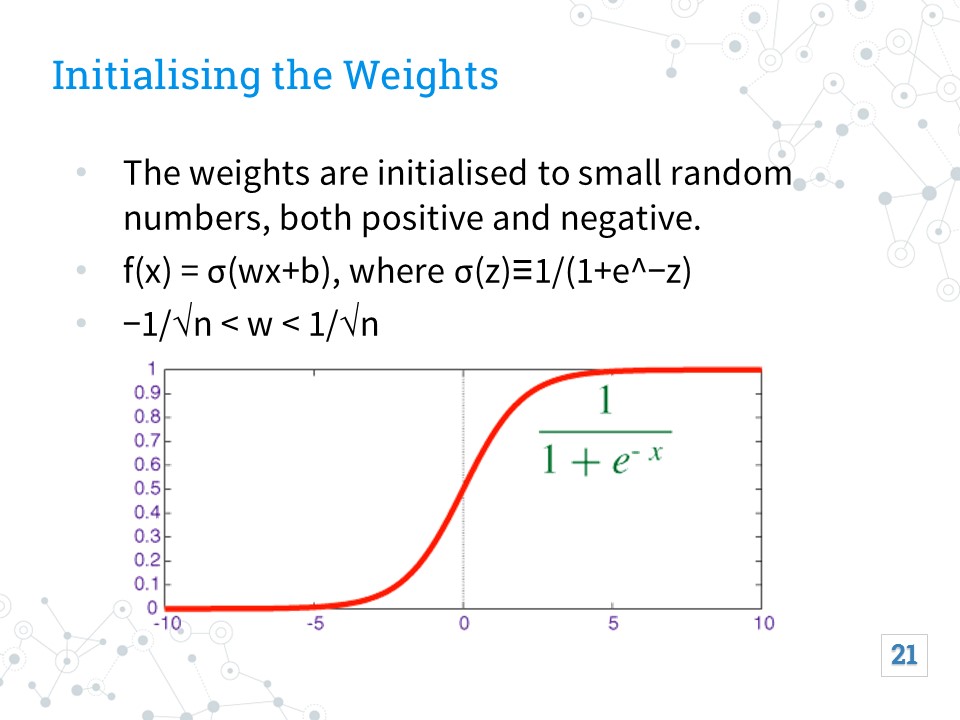 Initialising the Weights
• The weights are initialised to small random
numbers, both positive and negative.
• f(x) = σ(wx+b), where σ(z)≡1/(1+e^−z)
• −1/√n < w < 1/√n
1
0.9
0.8
0.7
0.6
0.5
0.4
0.3
0.2
0.1
0
1
1 + e- x
-10 -5 0 5 10
21